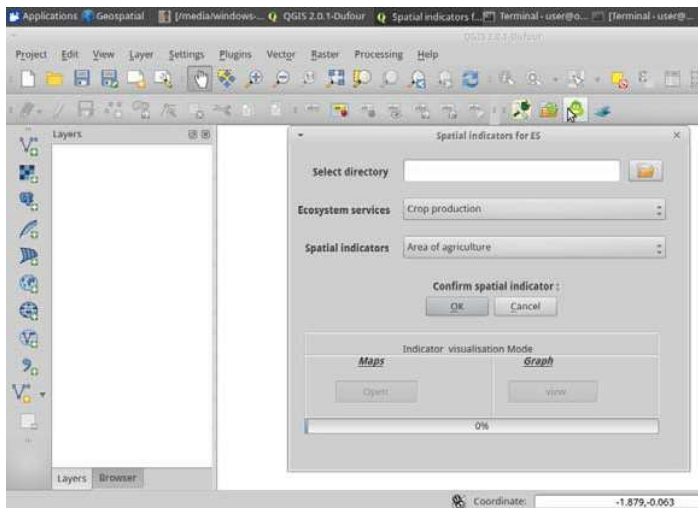 Applications Geospatial [/media/windows-... QGIS 2.0.1-Dufour Spatial indicators f... Terminal - user@o... [Terminal - user@...
QGIS 2.0.1-Dufour
Project Edit View Layer Settings Plugins Vector Raster Processing Help
Layers
Spatial indicators for ES
Select directory
Ecosystem services Crop production
Spatial indicators Area of agriculture
Confirm spatial indicator :
OK Cancel
Indicator visualisation Mode
Maps Graph
Open view
0%
Layers Browser
Coordinate: -1.879,-0.063